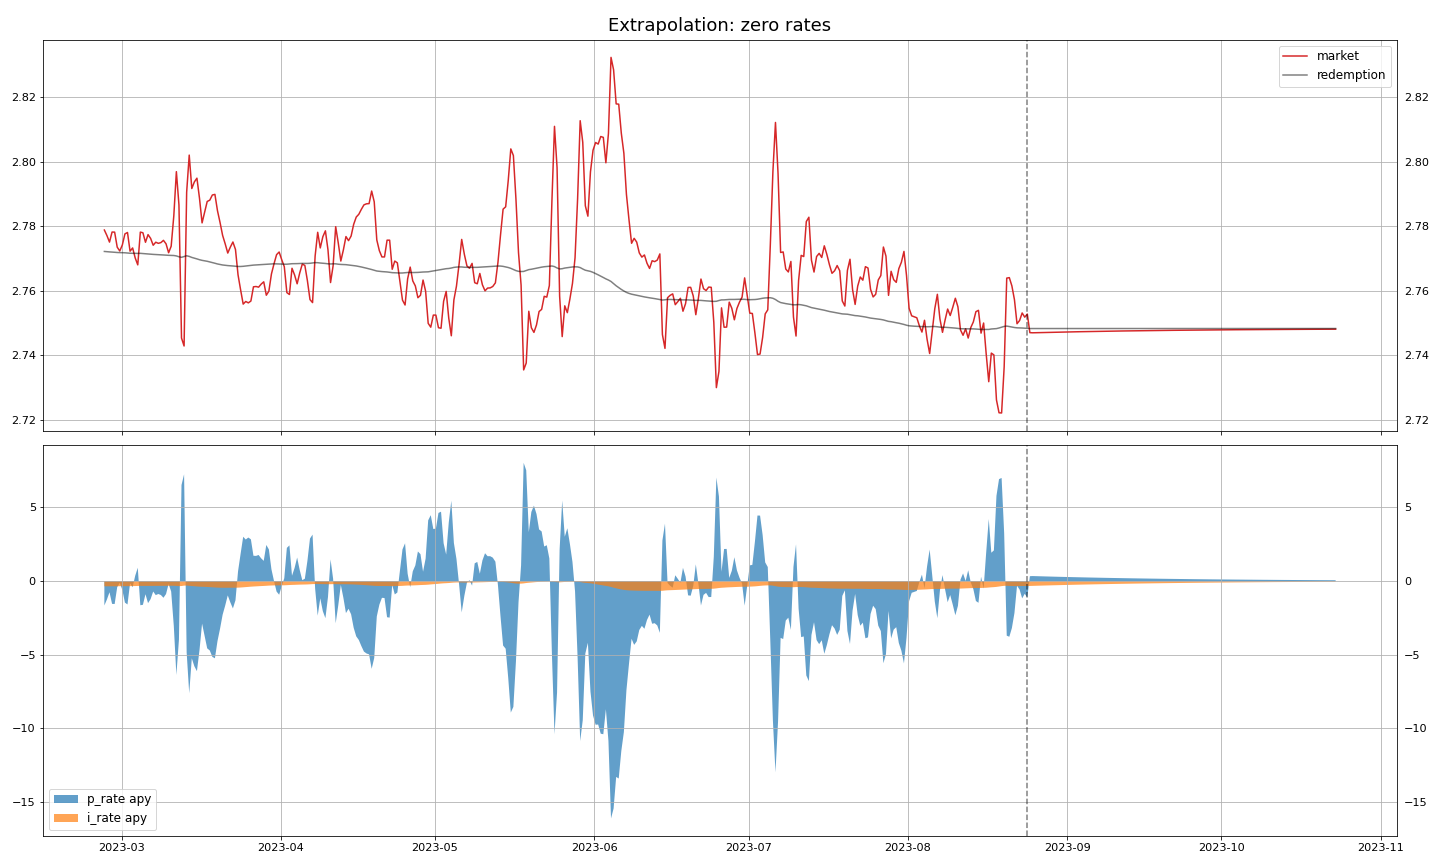 Extrapolation: zero rates
market
redemption
2.82 2.82
2.80 2.80
2.78 2.78
2.76 2.76
2.74 2.74
2.72 2.72
5 5
0 0
−5 −5
−10 −10
−15 −15
p_rate apy
i_rate apy
2023-03 2023-04 2023-05 2023-06 2023-07 2023-08 2023-09 2023-10 2023-11